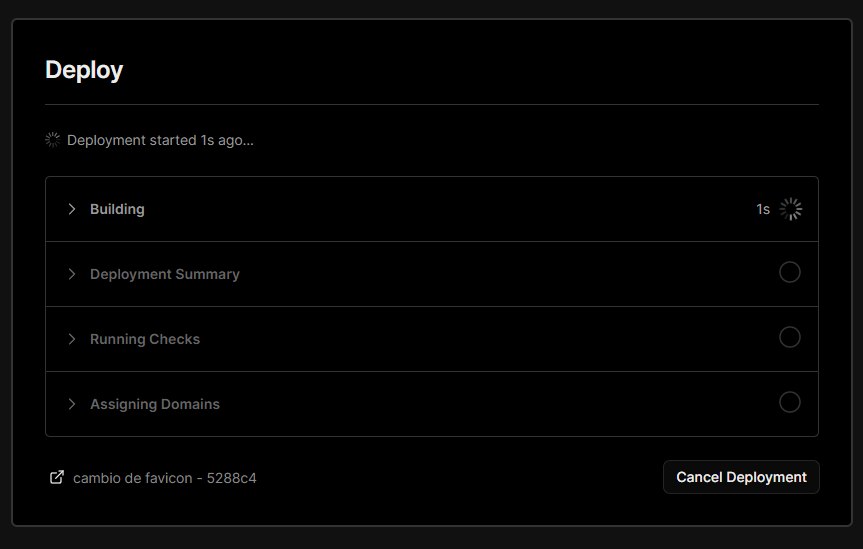 Deploy
Deployment started 1s ago...
Building 1s
Deployment Summary
Running Checks
Assigning Domains
cambio de favicon - 5288c4 Cancel Deployment